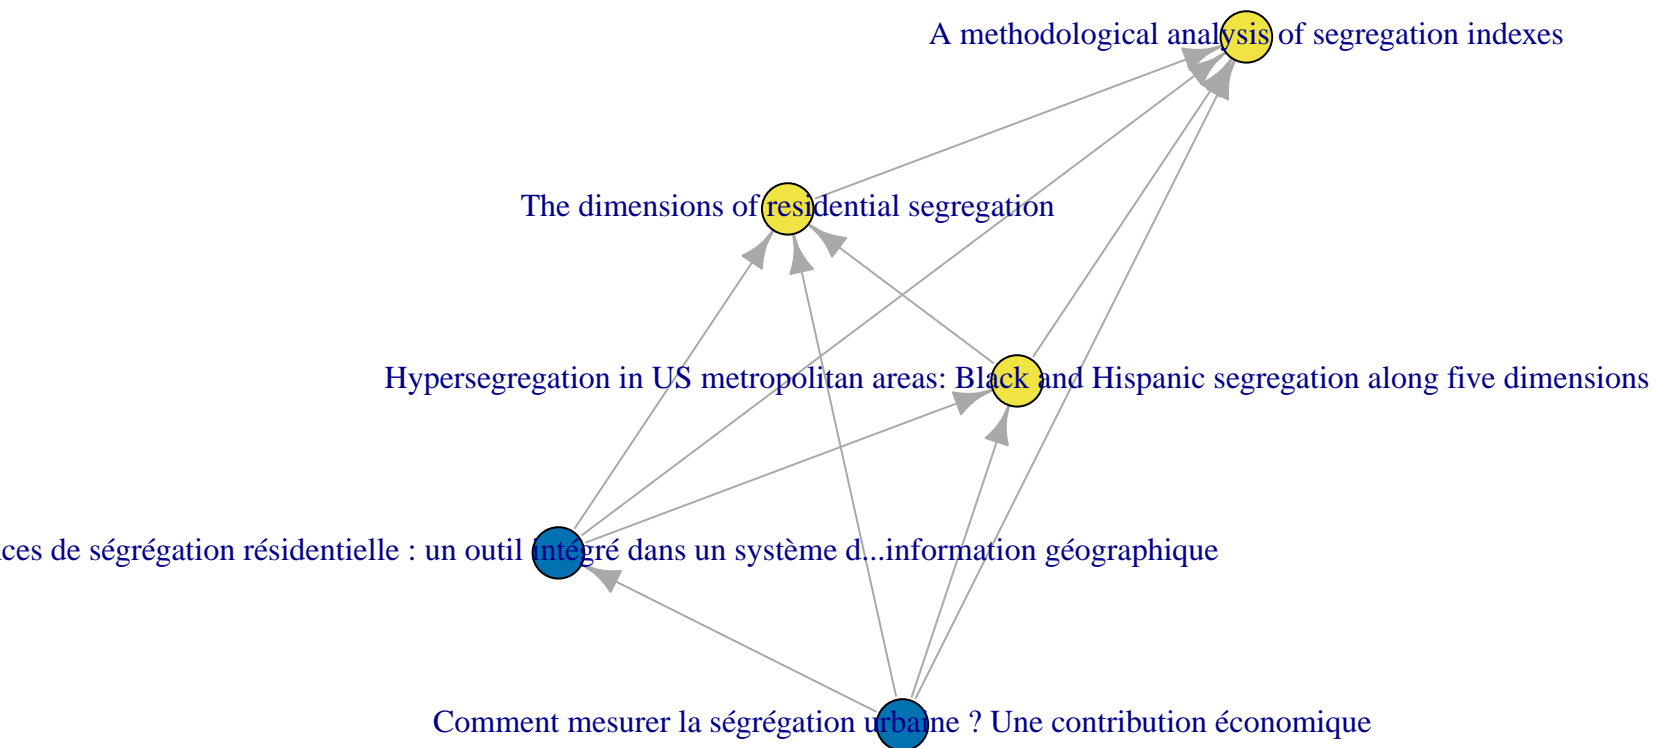 A methodological analysis of segregation indexes
The dimensions of residential segregation
Hypersegregation in US metropolitan areas: Black and Hispanic segregation along five dimensions
de ségrégation résidentielle : un outil intégré dans un système d...information géographique
Comment mesurer la ségrégation urbaine ? Une contribution économique